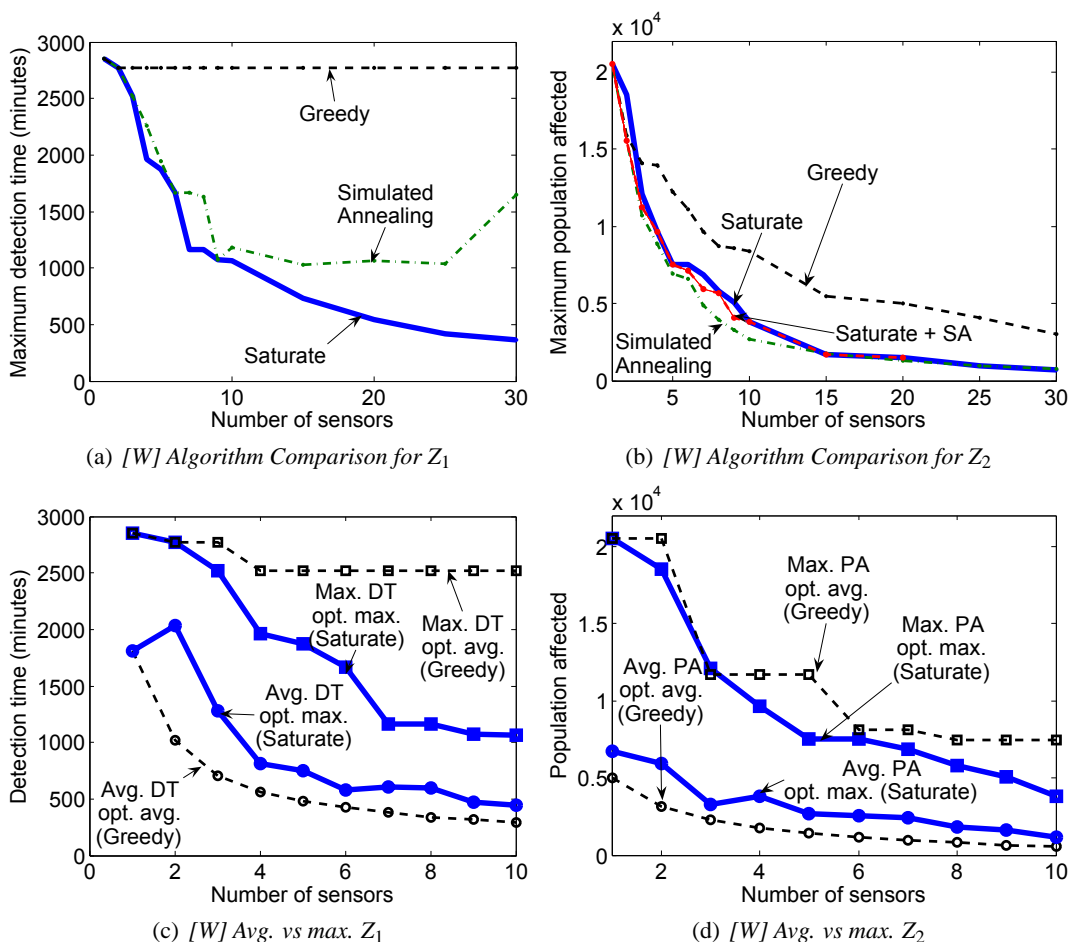 3000
2500
2000
1500
1000
500
0
0
10
20
30
Maximum detection time (minutes)
Number of sensors
Greedy
Simulated
Annealing
Saturate
(a) [W] Algorithm Comparison for Z1
x 10^4
2
1.5
1
0.5
0
5
10
15
20
25
30
Maximum population affected
Number of sensors
Greedy
Saturate
Saturate + SA
Simulated
Annealing
(b) [W] Algorithm Comparison for Z2
3000
2500
2000
1500
1000
500
0
0
2
4
6
8
10
Detection time (minutes)
Number of sensors
Max. DT
opt. max.
(Saturate)
Max. DT
opt. avg.
(Greedy)
Avg. DT
opt. max.
(Saturate)
Avg. DT
opt. avg.
(Greedy)
(c) [W] Avg. vs max. Z1
x 10^4
2
1.5
1
0.5
0
2
4
6
8
10
Population affected
Number of sensors
Max. PA
opt. avg.
(Greedy)
Max. PA
opt. max.
(Saturate)
Avg. PA
opt. avg.
(Greedy)
Avg. PA
opt. max. (Saturate)
(d) [W] Avg. vs max. Z2